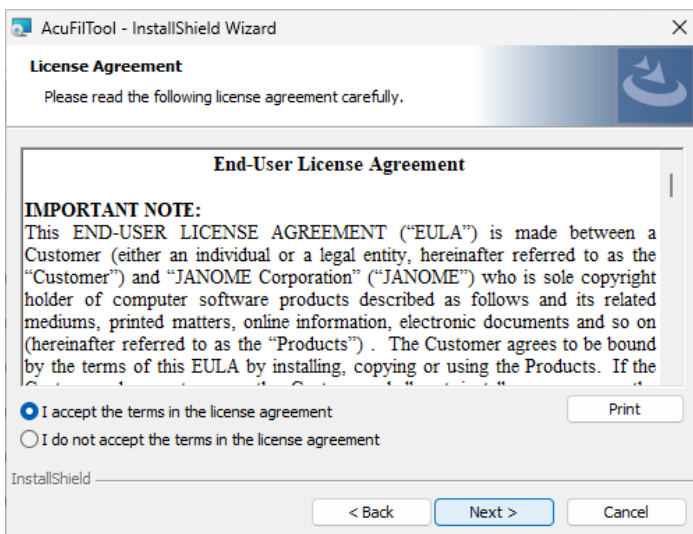 AcuFilTool - InstallShield Wizard
License Agreement
Please read the following license agreement carefully.
End-User License Agreement
IMPORTANT NOTE:
This END-USER LICENSE AGREEMENT (“EULA”) is made between a
Customer (either an individual or a legal entity, hereinafter referred to as the
“Customer”) and “JANOME Corporation” (“JANOME”) who is sole copyright
holder of computer software products described as follows and its related
mediums, printed matters, online information, electronic documents and so on
(hereinafter referred to as the “Products”) . The Customer agrees to be bound
by the terms of this EULA by installing, copying or using the Products. If the
I accept the terms in the license agreement
Print
I do not accept the terms in the license agreement
InstallShield
< Back
Next >
Cancel